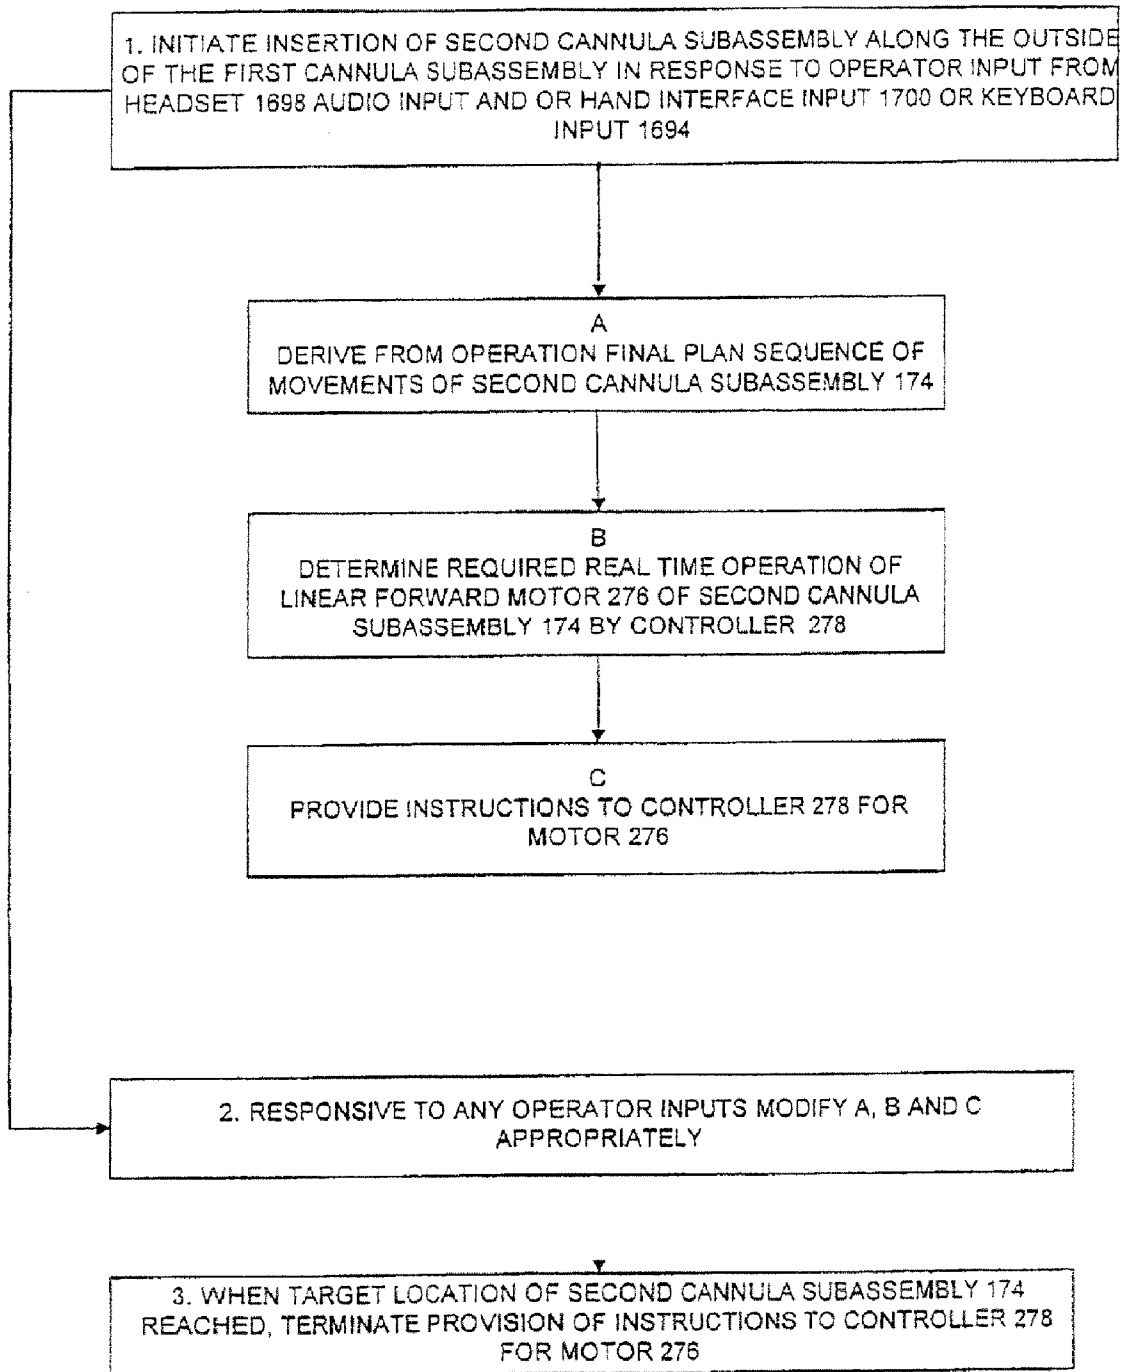 1. INITIATE INSERTION OF SECOND CANNULA SUBASSEMBLY ALONG THE OUTSIDE
OF THE FIRST CANNULA SUBASSEMBLY IN RESPONSE TO OPERATOR INPUT FROM
HEADSET 1698 AUDIO INPUT AND OR HAND INTERFACE INPUT 1700 OR KEYBOARD
INPUT 1694
A
DERIVE FROM OPERATION FINAL PLAN SEQUENCE OF
MOVEMENTS OF SECOND CANNULA SUBASSEMBLY 174
B
DETERMINE REQUIRED REAL TIME OPERATION OF
LINEAR FORWARD MOTOR 276 OF SECOND CANNULA
SUBASSEMBLY 174 BY CONTROLLER 278
C
PROVIDE INSTRUCTIONS TO CONTROLLER 278 FOR
MOTOR 276
2. RESPONSIVE TO ANY OPERATOR INPUTS MODIFY A, B AND C
APPROPRIATELY
3. WHEN TARGET LOCATION OF SECOND CANNULA SUBASSEMBLY 174
REACHED, TERMINATE PROVISION OF INSTRUCTIONS TO CONTROLLER 278
FOR MOTOR 276